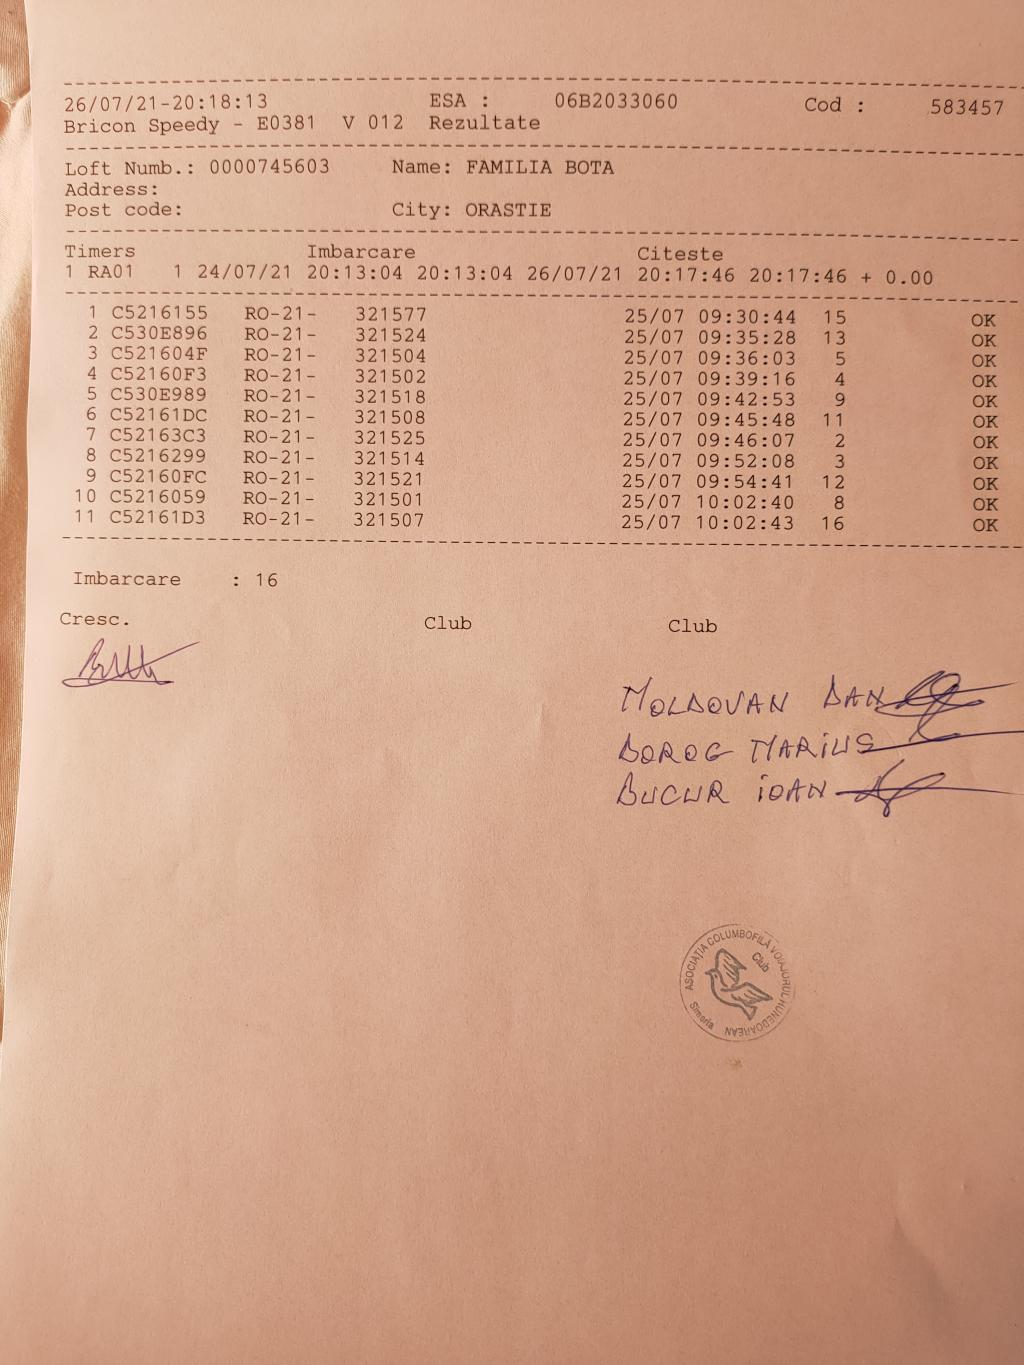 26/07/21-20:18:13 ESA : 06B2033060 Cod : 583457
Bricon Speedy - E0381 V 012 Rezultate
Loft Numb.: 0000745603 Name: FAMILIA BOTA
Address:
Post code: City: ORASTIE
Timers Imbarcare Citeste
1 RA01 1 24/07/21 20:13:04 20:13:04 26/07/21 20:17:46 20:17:46 + 0.00
1 C5216155 RO-21- 321577 25/07 09:30:44 15 OK
2 C530E896 RO-21- 321524 25/07 09:35:28 13 OK
3 C521604F RO-21- 321504 25/07 09:36:03 5 OK
4 C52160F3 RO-21- 321502 25/07 09:39:16 4 OK
5 C530E989 RO-21- 321518 25/07 09:42:53 9 OK
6 C52161DC RO-21- 321508 25/07 09:45:48 11 OK
7 C52163C3 RO-21- 321525 25/07 09:46:07 2 OK
8 C5216299 RO-21- 321514 25/07 09:52:08 3 OK
9 C52160FC RO-21- 321521 25/07 09:54:41 12 OK
10 C5216059 RO-21- 321501 25/07 10:02:40 8 OK
11 C52161D3 RO-21- 321507 25/07 10:02:43 16 OK
Imbarcare : 16
Cresc. Club Club
MOLDOVAN DAN
BOROG MARiUS
BUCUR iOAN
ASOCIAȚIA COLUMBOFILĂ VOIAJORUL HUNEDOAREAN
Club
Simeria